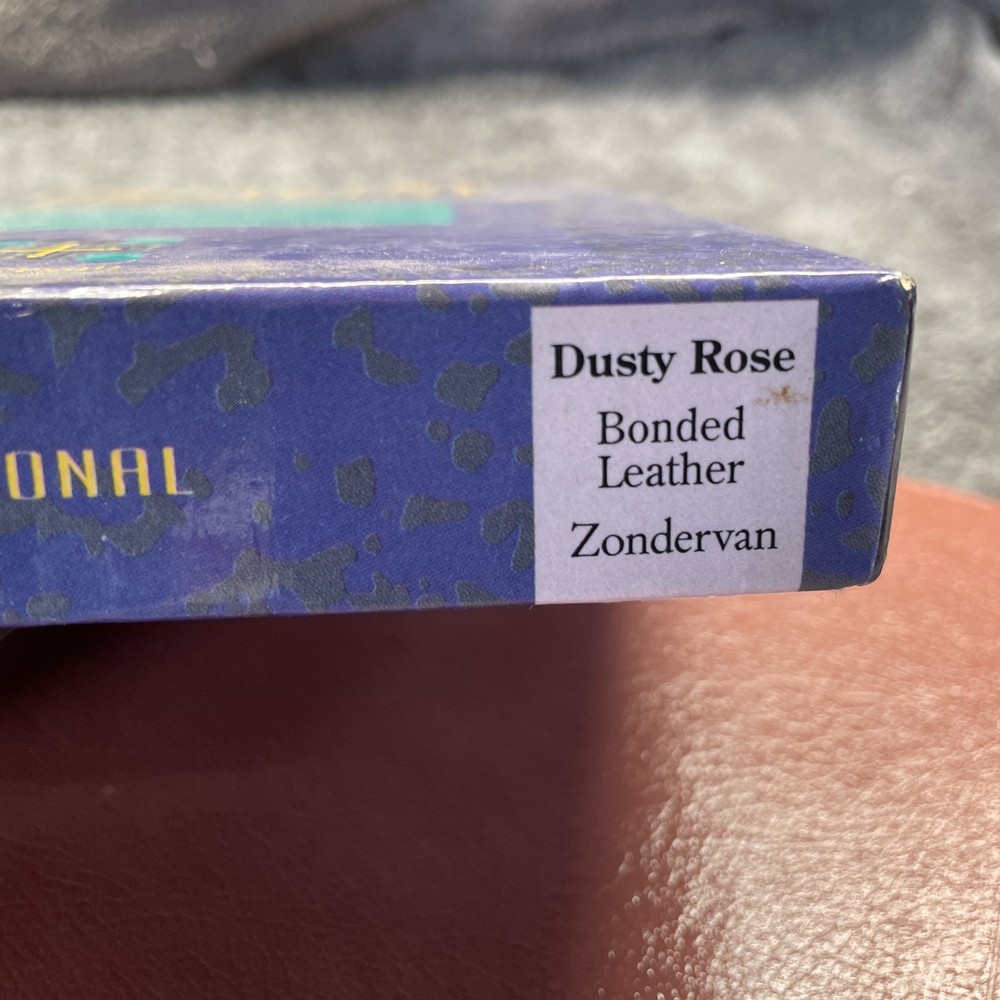 ONAL
Dusty Rose
Bonded
Leather
Zondervan